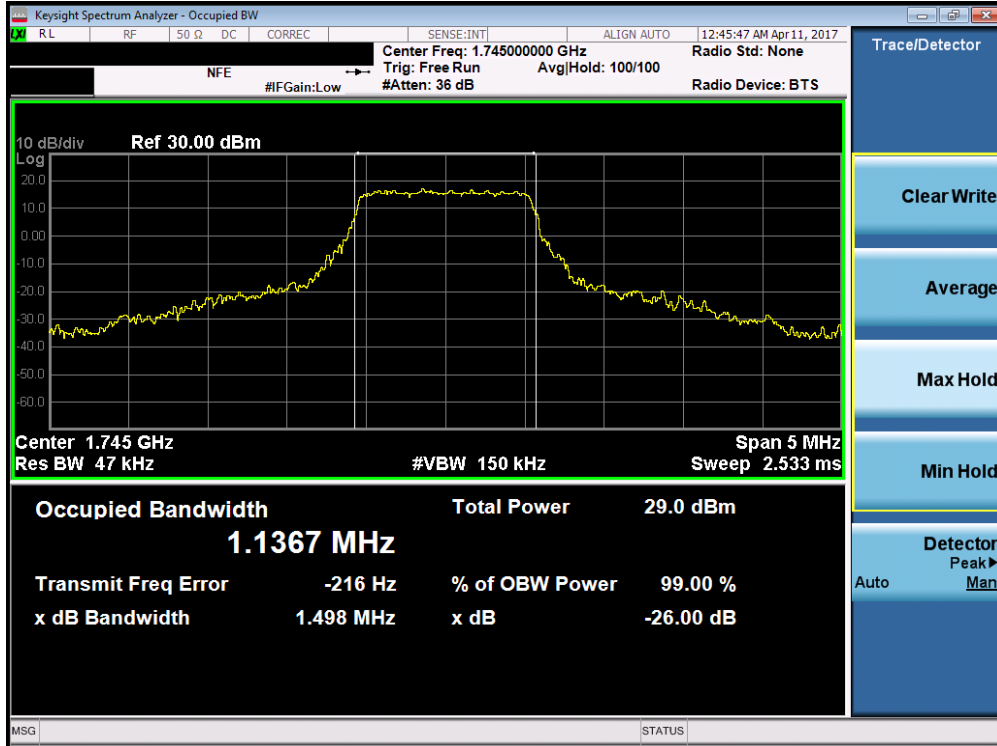 Keysight Spectrum Analyzer - Occupied BW
LXI RL RF 50 Ω DC CORREC SENSE:INT ALIGN AUTO 12:45:47 AM Apr 11, 2017
Center Freq: 1.745000000 GHz Radio Std: None
NFE Trig: Free Run Avg|Hold: 100/100
#IFGain:Low #Atten: 36 dB Radio Device: BTS
10 dB/div Ref 30.00 dBm
Log
20.0
10.0
0.00
-10.0
-20.0
-30.0
-40.0
-50.0
-60.0
Center 1.745 GHz Span 5 MHz
Res BW 47 kHz #VBW 150 kHz Sweep 2.533 ms
Occupied Bandwidth Total Power 29.0 dBm
1.1367 MHz
Transmit Freq Error -216 Hz % of OBW Power 99.00 %
x dB Bandwidth 1.498 MHz x dB -26.00 dB
MSG STATUS
Trace/Detector
Clear Write
Average
Max Hold
Min Hold
Detector
Peak▶
Auto Man